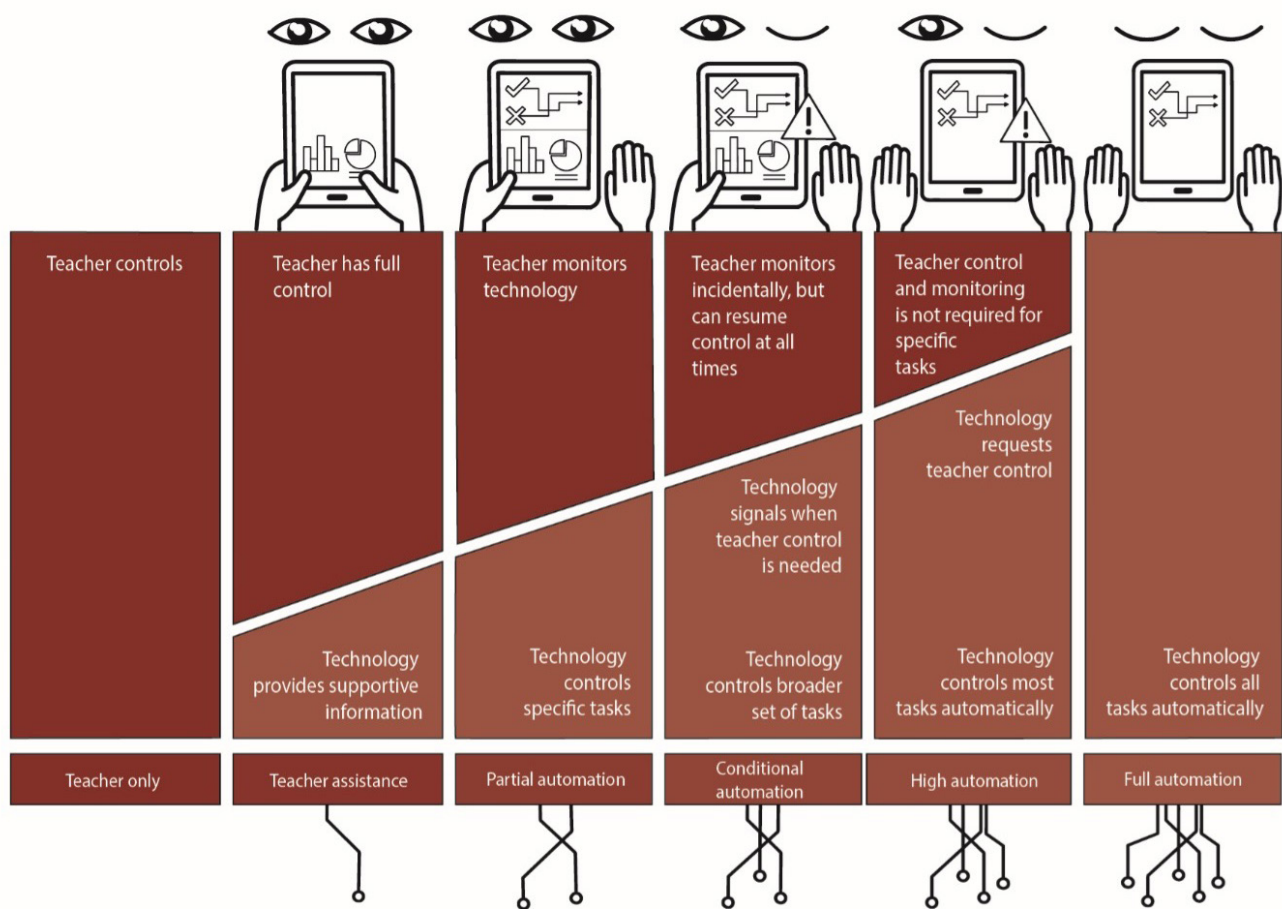 Teacher controls
Teacher has full
control
Teacher monitors
technology
Teacher monitors
incidentally, but
can resume
control at all
times
Teacher control
and monitoring
is not required for
specific
tasks
Technology
requests
teacher control
Technology
signals when
teacher control
is needed
Technology
provides supportive
information
Technology
controls
specific tasks
Technology
controls broader
set of tasks
Technology
controls most
tasks automatically
Technology
controls all
tasks automatically
Teacher only
Teacher assistance
Partial automation
Conditional
automation
High automation
Full automation